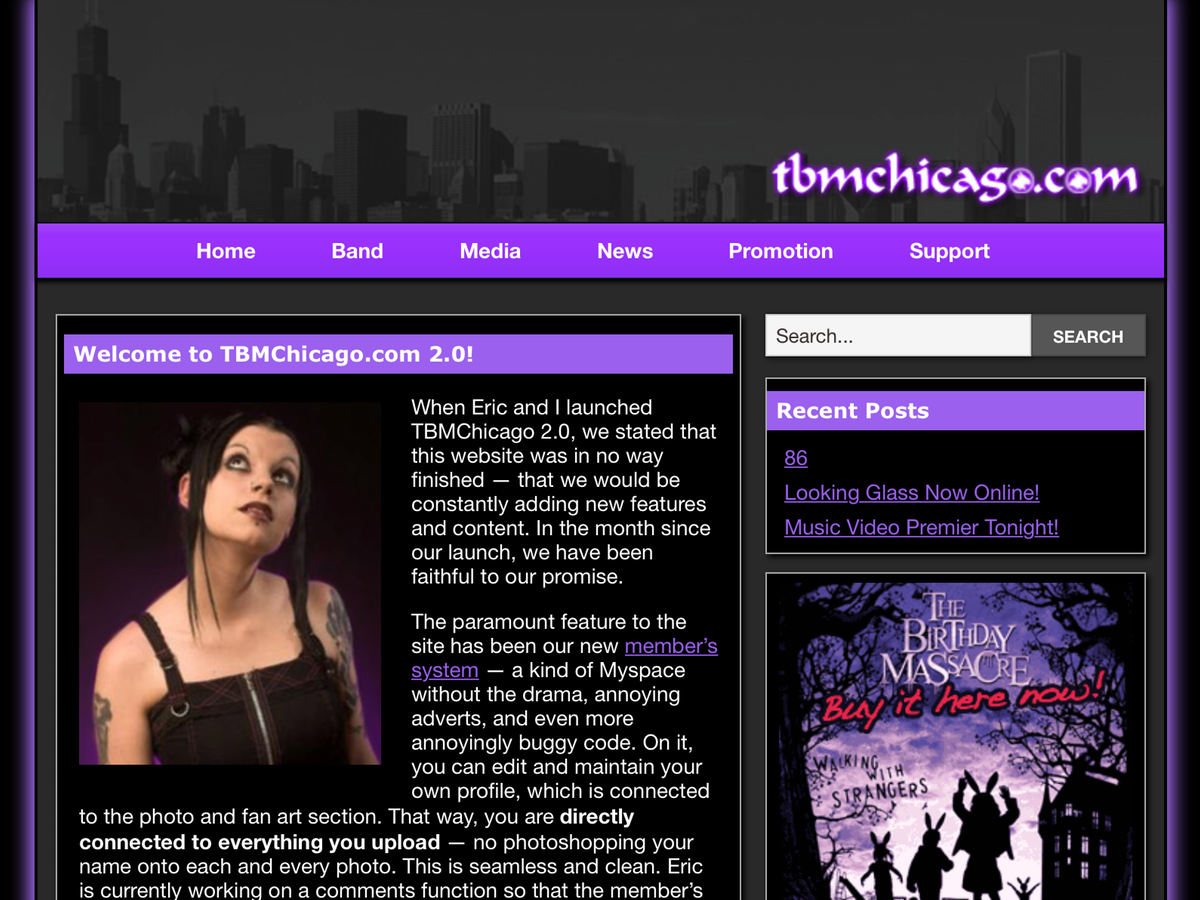 tbmchicago.com
Home Band Media News Promotion Support
Welcome to TBMChicago.com 2.0!
When Eric and I launched
TBMChicago 2.0, we stated that
this website was in no way
finished — that we would be
constantly adding new features
and content. In the month since
our launch, we have been
faithful to our promise.
The paramount feature to the
site has been our new member’s
system — a kind of Myspace
without the drama, annoying
adverts, and even more
annoyingly buggy code. On it,
you can edit and maintain your
own profile, which is connected
to the photo and fan art section. That way, you are directly
connected to everything you upload — no photoshopping your
name onto each and every photo. This is seamless and clean. Eric
is currently working on a comments function so that the member’s
Search... SEARCH
Recent Posts
86
Looking Glass Now Online!
Music Video Premier Tonight!
THE
BIRTHDAY
MASSACRE
Buy it here now!
WALKING
WITH
STRANGERS